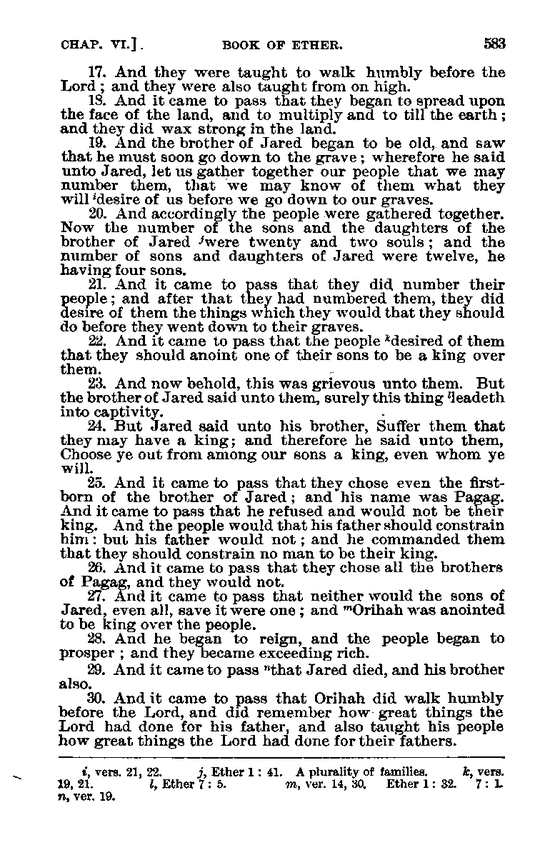 CHAP. VI.]. BOOK OF ETHER. 583
17. And they were taught to walk humbly before the
Lord; and they were also taught from on high.
18. And it came to pass that they began to spread upon
the face of the land, and to multiply and to till the earth;
and they did wax strong in the land.
19. And the brother of Jared began to be old, and saw
that he must soon go down to the grave; wherefore he said
unto Jared, let us gather together our people that we may
number them, that we may know of them what they
will ⁱdesire of us before we go down to our graves.
20. And accordingly the people were gathered together.
Now the number of the sons and the daughters of the
brother of Jared ʲwere twenty and two souls; and the
number of sons and daughters of Jared were twelve, he
having four sons.
21. And it came to pass that they did number their
people; and after that they had numbered them, they did
desire of them the things which they would that they should
do before they went down to their graves.
22. And it came to pass that the people ᵏdesired of them
that they should anoint one of their sons to be a king over
them.
23. And now behold, this was grievous unto them. But
the brother of Jared said unto them, surely this thing ˡleadeth
into captivity.
24. But Jared said unto his brother, Suffer them that
they may have a king; and therefore he said unto them,
Choose ye out from among our sons a king, even whom ye
will.
25. And it came to pass that they chose even the first-
born of the brother of Jared; and his name was Pagag.
And it came to pass that he refused and would not be their
king. And the people would that his father should constrain
him: but his father would not; and he commanded them
that they should constrain no man to be their king.
26. And it came to pass that they chose all the brothers
of Pagag, and they would not.
27. And it came to pass that neither would the sons of
Jared, even all, save it were one; and ᵐOrihah was anointed
to be king over the people.
28. And he began to reign, and the people began to
prosper; and they became exceeding rich.
29. And it came to pass ⁿthat Jared died, and his brother
also.
30. And it came to pass that Orihah did walk humbly
before the Lord, and did remember how great things the
Lord had done for his father, and also taught his people
how great things the Lord had done for their fathers.
i, vers. 21, 22. j, Ether 1: 41. A plurality of families. k, vers.
19, 21. l, Ether 7: 5. m, ver. 14, 30. Ether 1: 32. 7: 1.
n, ver. 19.